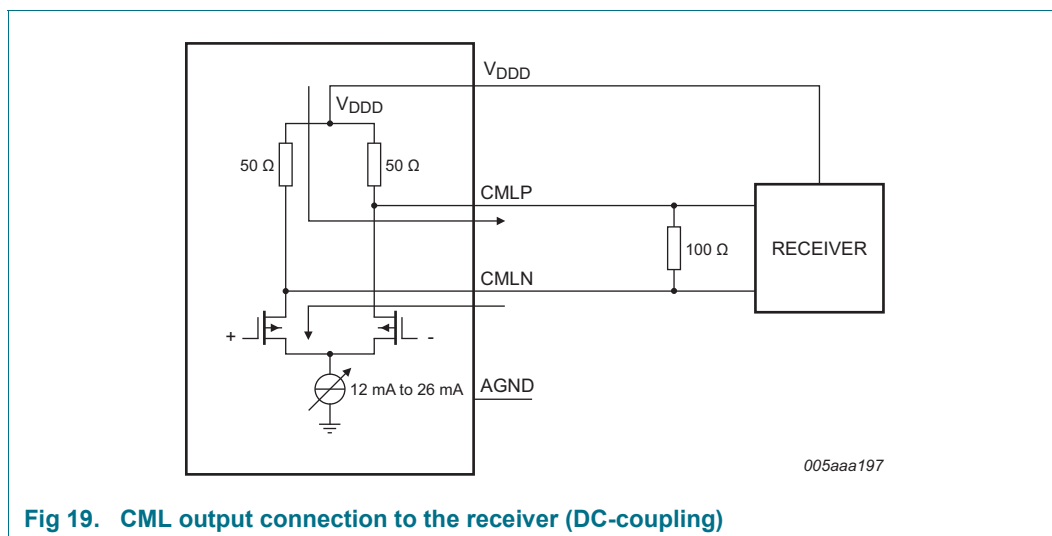 VDDD
VDDD
50 Ω
50 Ω
CMLP
100 Ω
RECEIVER
CMLN
+
-
12 mA to 26 mA
AGND
005aaa197
Fig 19. CML output connection to the receiver (DC-coupling)